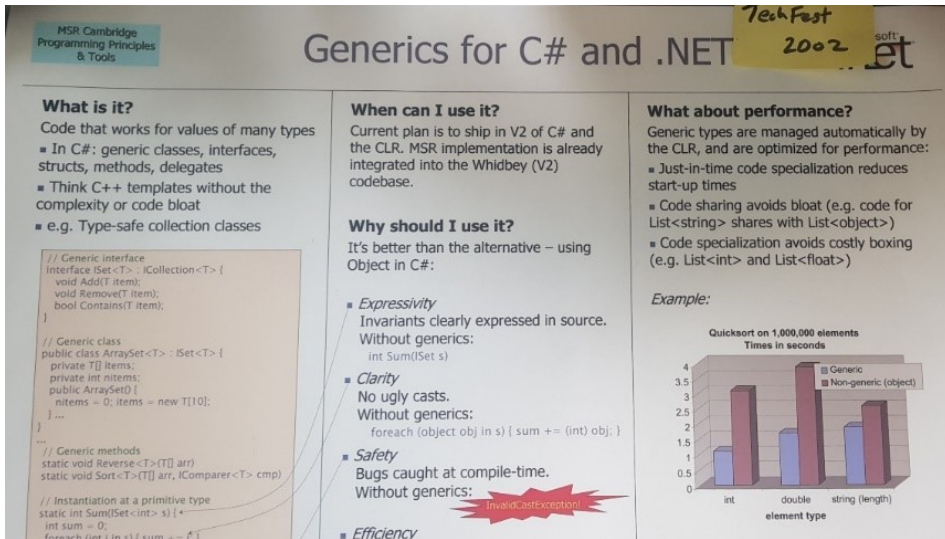 MSR Cambridge
Programming Principles
& Tools
Generics for C# and .NET
TechFest
2002
soft
et
What is it?
Code that works for values of many types
▪ In C#: generic classes, interfaces,
structs, methods, delegates
▪ Think C++ templates without the
complexity or code bloat
▪ e.g. Type-safe collection classes
// Generic interface
interface ISet<T> : ICollection<T> {
void Add(T item);
void Remove(T item);
bool Contains(T item);
}
// Generic class
public class ArraySet<T> : ISet<T> {
private T[] items;
private int nitems;
public ArraySet() {
nitems = 0; items = new T[10];
} ...
}
...
// Generic methods
static void Reverse<T>(T[] arr)
static void Sort<T>(T[] arr, IComparer<T> cmp)
// Instantiation at a primitive type
static int Sum(ISet<int> s) {
int sum = 0;
foreach (int i in s) { sum += i; }
When can I use it?
Current plan is to ship in V2 of C# and
the CLR. MSR implementation is already
integrated into the Whidbey (V2)
codebase.
Why should I use it?
It's better than the alternative – using
Object in C#:
▪ Expressivity
Invariants clearly expressed in source.
Without generics:
int Sum(ISet s)
▪ Clarity
No ugly casts.
Without generics:
foreach (object obj in s) { sum += (int) obj; }
▪ Safety
Bugs caught at compile-time.
Without generics:
InvalidCastException!
▪ Efficiency
What about performance?
Generic types are managed automatically by
the CLR, and are optimized for performance:
▪ Just-in-time code specialization reduces
start-up times
▪ Code sharing avoids bloat (e.g. code for
List<string> shares with List<object>)
▪ Code specialization avoids costly boxing
(e.g. List<int> and List<float>)
Example:
Quicksort on 1,000,000 elements
Times in seconds
Generic
Non-generic (object)
4
3.5
3
2.5
2
1.5
1
0.5
0
int double string (length)
element type